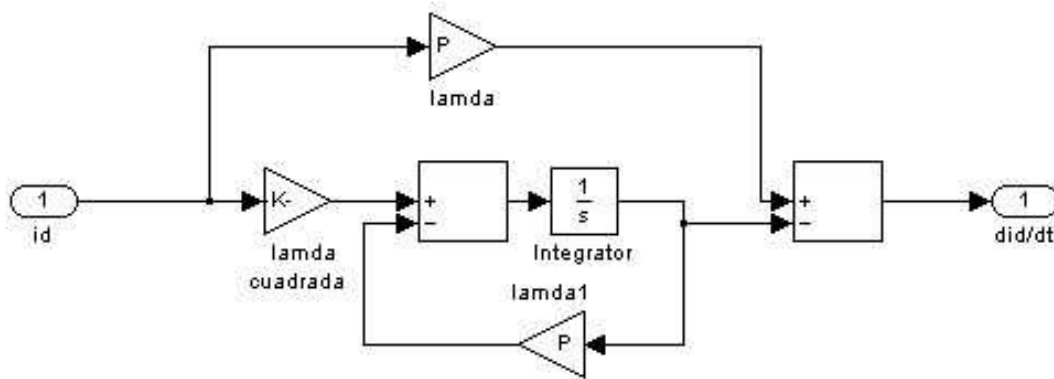 P
lamda
1
id
K-
lamda
cuadrada
+
−
1
s
Integrator
+
−
1
did/dt
lamda1
P